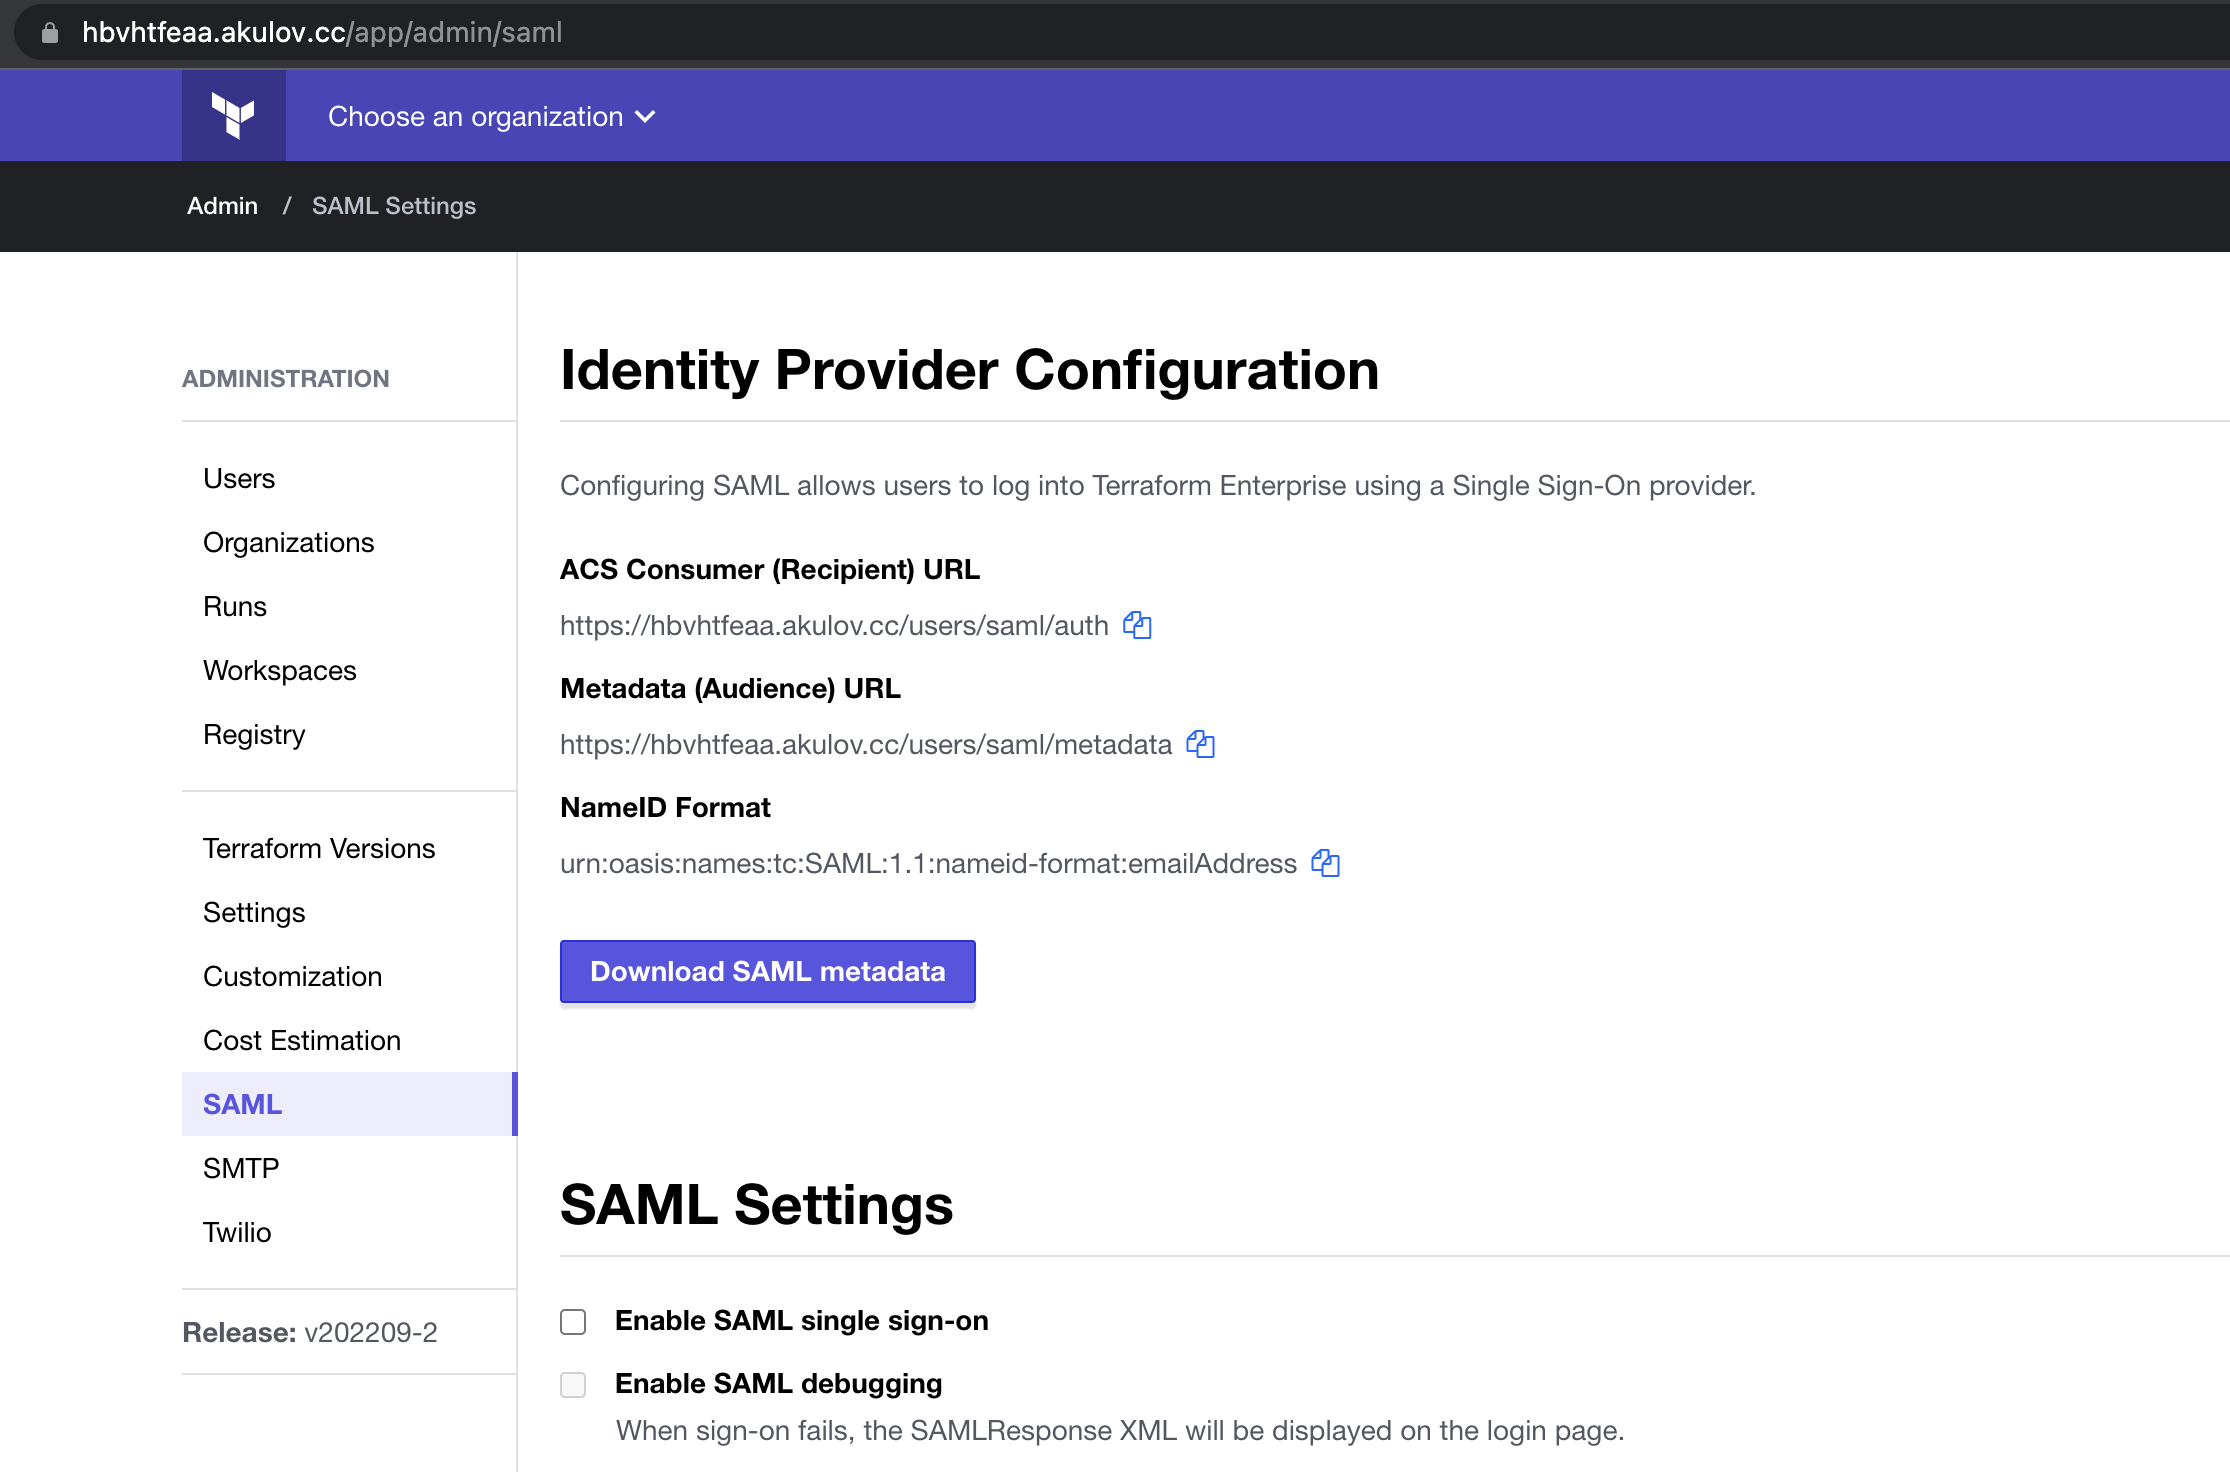 hbvhtfeaa.akulov.cc/app/admin/saml
Choose an organization
Admin / SAML Settings
ADMINISTRATION
Users
Organizations
Runs
Workspaces
Registry
Terraform Versions
Settings
Customization
Cost Estimation
SAML
SMTP
Twilio
Release: v202209-2
Identity Provider Configuration
Configuring SAML allows users to log into Terraform Enterprise using a Single Sign-On provider.
ACS Consumer (Recipient) URL
https://hbvhtfeaa.akulov.cc/users/saml/auth
Metadata (Audience) URL
https://hbvhtfeaa.akulov.cc/users/saml/metadata
NameID Format
urn:oasis:names:tc:SAML:1.1:nameid-format:emailAddress
Download SAML metadata
SAML Settings
Enable SAML single sign-on
Enable SAML debugging
When sign-on fails, the SAMLResponse XML will be displayed on the login page.